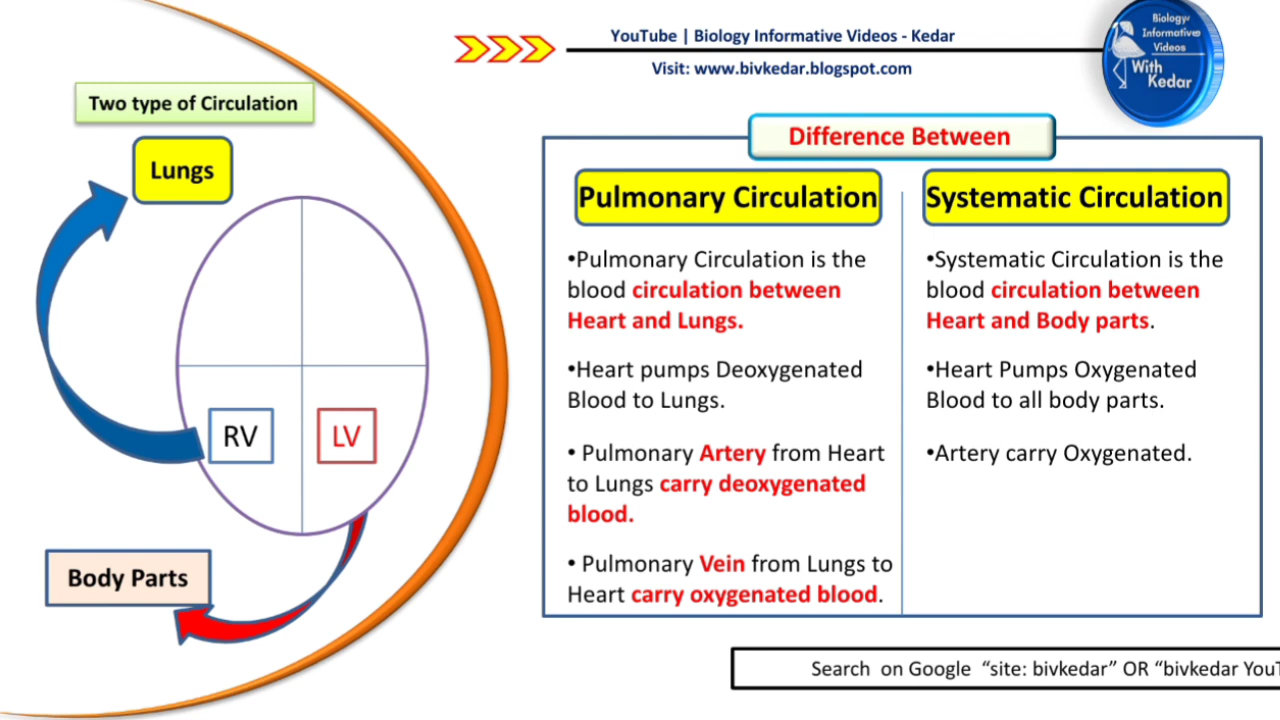 YouTube | Biology Informative Videos - Kedar
Visit: www.bivkedar.blogspot.com
Biology
Informative
Videos
With
Kedar
Two type of Circulation
Lungs
RV
LV
Body Parts
Difference Between
Pulmonary Circulation
•Pulmonary Circulation is the
blood circulation between
Heart and Lungs.
•Heart pumps Deoxygenated
Blood to Lungs.
• Pulmonary Artery from Heart
to Lungs carry deoxygenated
blood.
• Pulmonary Vein from Lungs to
Heart carry oxygenated blood.
Systematic Circulation
•Systematic Circulation is the
blood circulation between
Heart and Body parts.
•Heart Pumps Oxygenated
Blood to all body parts.
•Artery carry Oxygenated.
Search on Google “site: bivkedar” OR “bivkedar YouT